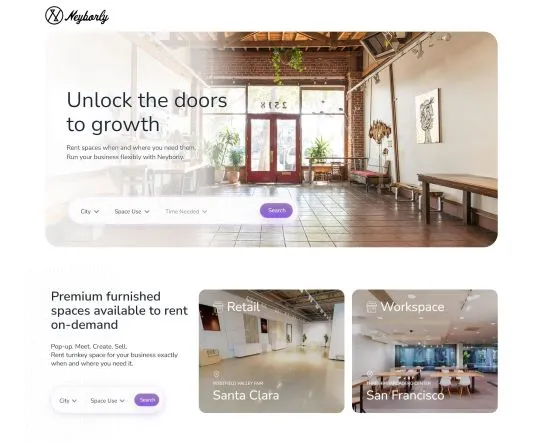 Neyborly
Unlock the doors
to growth
Rent spaces when and where you need them.
Run your business flexibly with Neyborly.
City
Space Use
Time Needed
Search
Premium furnished
spaces available to rent
on-demand
Pop-up. Meet. Create. Sell.
Rent turnkey space for your business exactly
when and where you need it.
City
Space Use
Search
Retail
WESTFIELD VALLEY FAIR
Santa Clara
Workspace
San Francisco